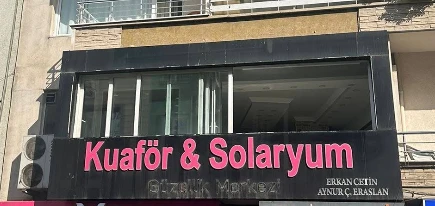 Kuaför & Solaryum
Güzellik Merkezi
ERKAN ÇETİN
AYNUR Ç. ERASLAN